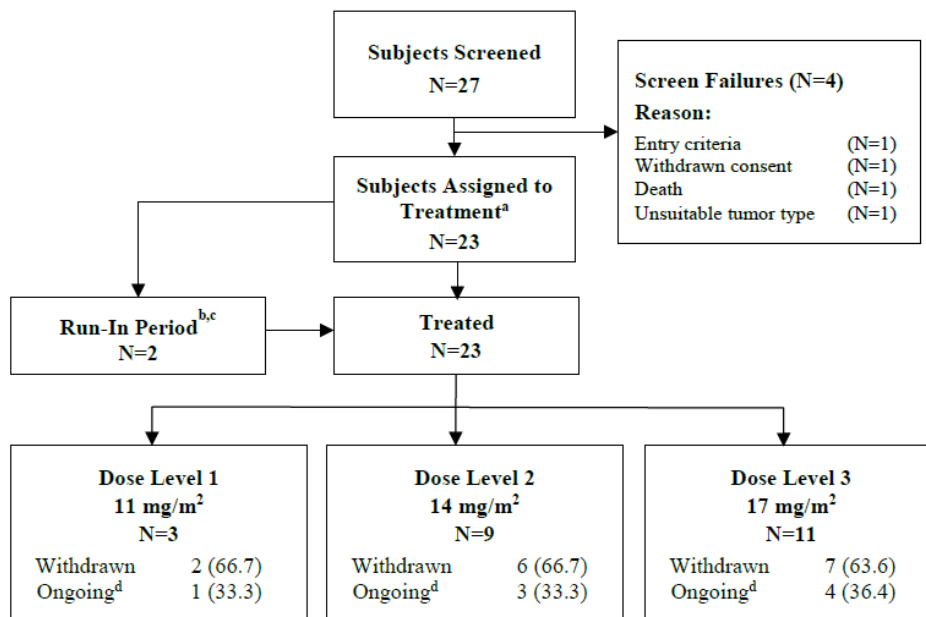 Subjects Screened
N=27
Screen Failures (N=4)
Reason:
Entry criteria (N=1)
Withdrawn consent (N=1)
Death (N=1)
Unsuitable tumor type (N=1)
Subjects Assigned to
Treatmentᵃ
N=23
Run-In Periodᵇ,ᶜ
N=2
Treated
N=23
Dose Level 1
11 mg/m²
N=3
Withdrawn 2 (66.7)
Ongoingᵈ 1 (33.3)
Dose Level 2
14 mg/m²
N=9
Withdrawn 6 (66.7)
Ongoingᵈ 3 (33.3)
Dose Level 3
17 mg/m²
N=11
Withdrawn 7 (63.6)
Ongoingᵈ 4 (36.4)